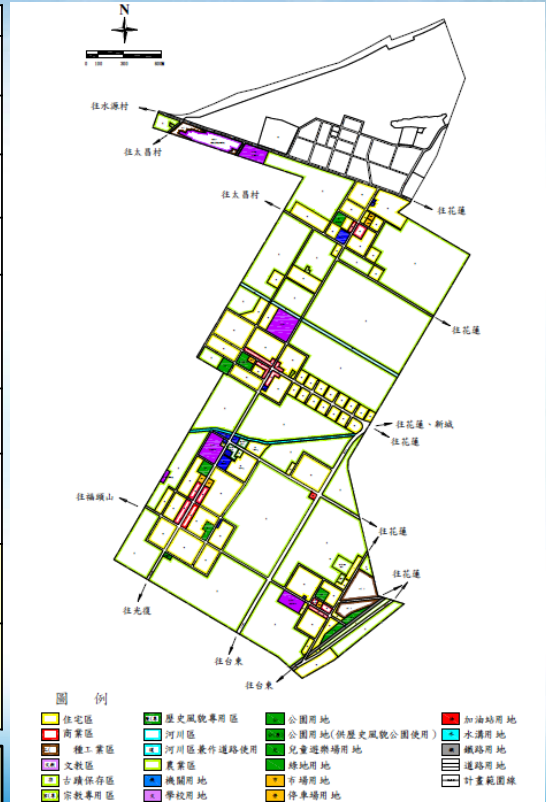 N
0 100 200 600M
往水源村
往太昌村
往太昌村
往花蓮
往花蓮
往花蓮、新城
往花蓮
往福頭山
往花蓮
往花蓮
往光復
往台東
往台東
圖 例
住宅區
商業區
種工業區
文教區
古蹟保存區
宗教專用區
歷史風貌專用區
河川區
河川區兼作道路使用
農業區
機關用地
學校用地
公園用地
公園用地(供歷史風貌公園使用)
兒童遊樂場用地
綠地用地
市場用地
停車場用地
加油站用地
水溝用地
鐵路用地
道路用地
計畫範圍線